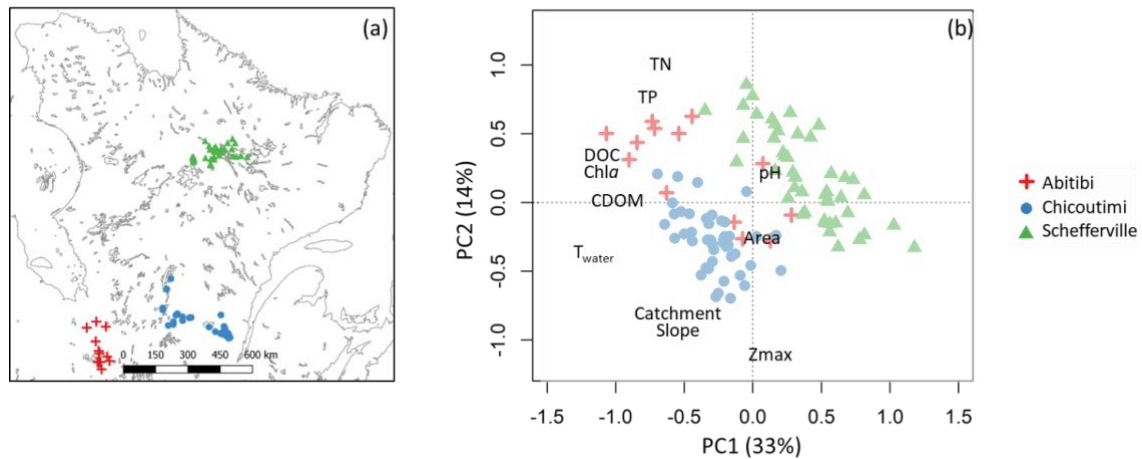 (a)
0 150 300 450 600 km
(b)
TN
TP
DOC
Chla
CDOM
pH
Area
Twater
Catchment
Slope
Zmax
1.0
0.5
0.0
-0.5
-1.0
PC2 (14%)
-1.5 -1.0 -0.5 0.0 0.5 1.0 1.5
PC1 (33%)
Abitibi
Chicoutimi
Schefferville